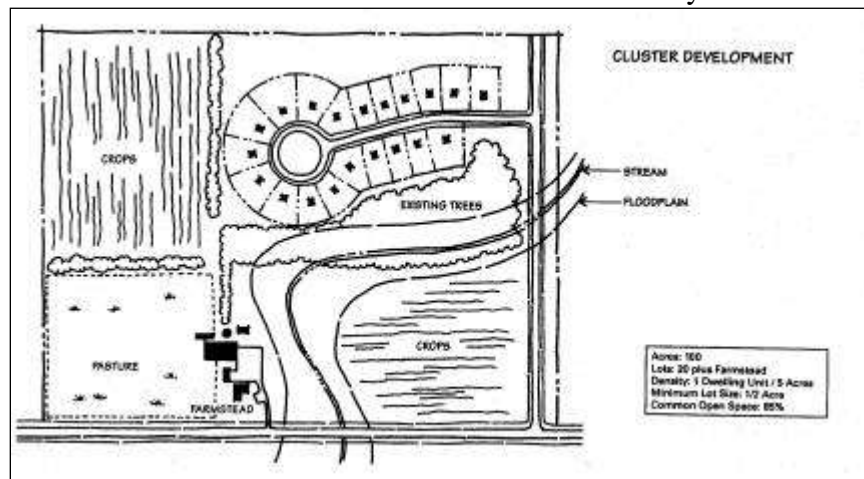 CLUSTER DEVELOPMENT
CROPS
STREAM
EXISTING TREES
FLOODPLAIN
CROPS
PASTURE
FARMSTEAD
Acres: 100
Lots: 20 plus Farmstead
Density: 1 Dwelling Unit / 5 Acres
Minimum Lot Size: 1/2 Acre
Common Open Space: 85%